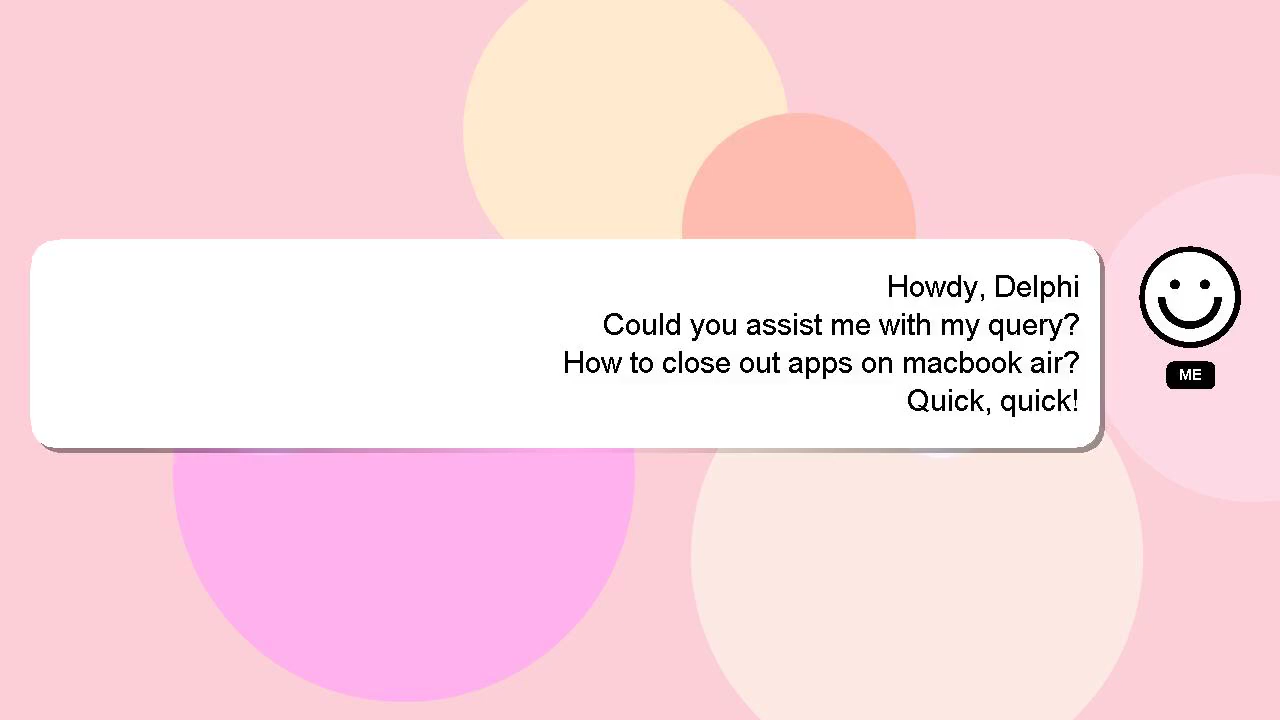 Howdy, Delphi
Could you assist me with my query?
How to close out apps on macbook air?
Quick, quick!
ME